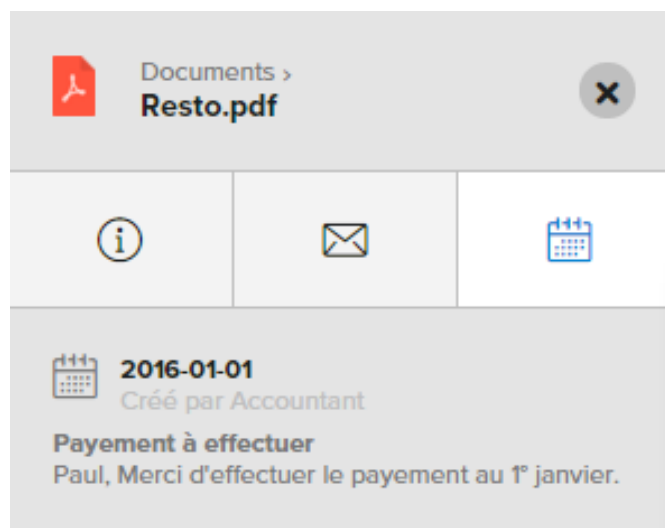 Documents ›
Resto.pdf
2016-01-01
Créé par Accountant
Payement à effectuer
Paul, Merci d'effectuer le payement au 1° janvier.